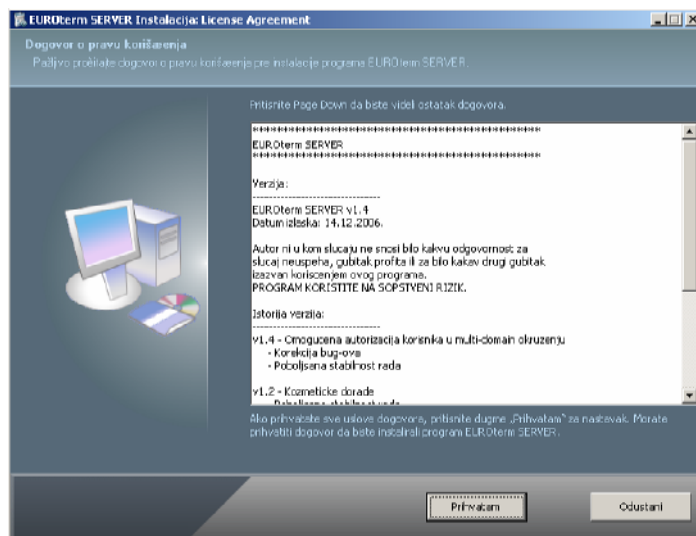 EUROterm SERVER Instalacija: License Agreement
Dogovor o pravu korišæenja
Pažljivo pročitajte dogovor o pravu korišæenja pre instalacije programa EUROterm SERVER.
Pritisnite Page Down da biste videli ostatak dogovora.
EUROterm SERVER
Verzija:
EUROterm SERVER v1.4
Datum izlaska: 14.12.2006.
Autor ni u kom slucaju ne snosi bilo kakvu odgovornost za
slucaj neuspeha, gubitak profita ili za bilo kakav drugi gubitak
izazvan koriscenjem ovog programa.
PROGRAM KORISTITE NA SOPSTVENI RIZIK.
Istorija verzija:
v1.4 - Omogucena autorizacija korisnika u multi-domain okruzenju
- Korekcija bug-ova
- Poboljsana stabilnost rada
v1.2 - Kozmeticke dorade
Ako prihvatate sve uslove dogovora, pritisnite dugme „Prihvatam“ za nastavak. Morate
prihvatiti dogovor da biste instalirali program EUROterm SERVER.
Prihvatam
Odustani